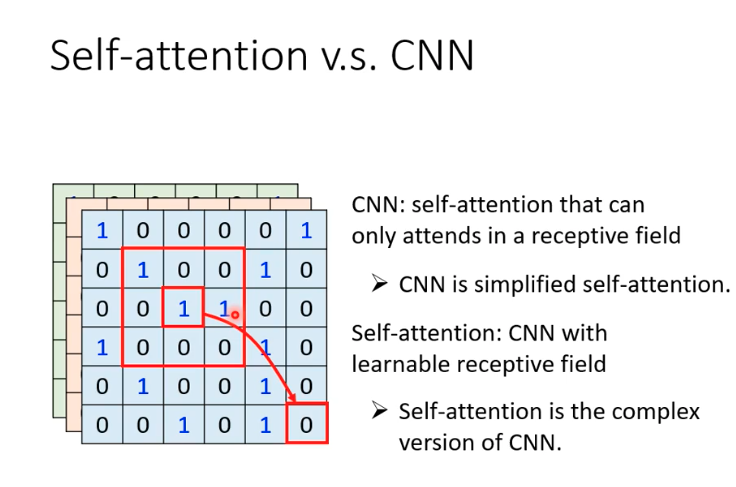 Self-attention v.s. CNN
1 0 0 0 0 1
0 1 0 0 1 0
0 0 1 1 0 0
1 0 0 0 1 0
0 1 0 0 1 0
0 0 1 0 1 0
CNN: self-attention that can
only attends in a receptive field
➢ CNN is simplified self-attention.
Self-attention: CNN with
learnable receptive field
➢ Self-attention is the complex
version of CNN.